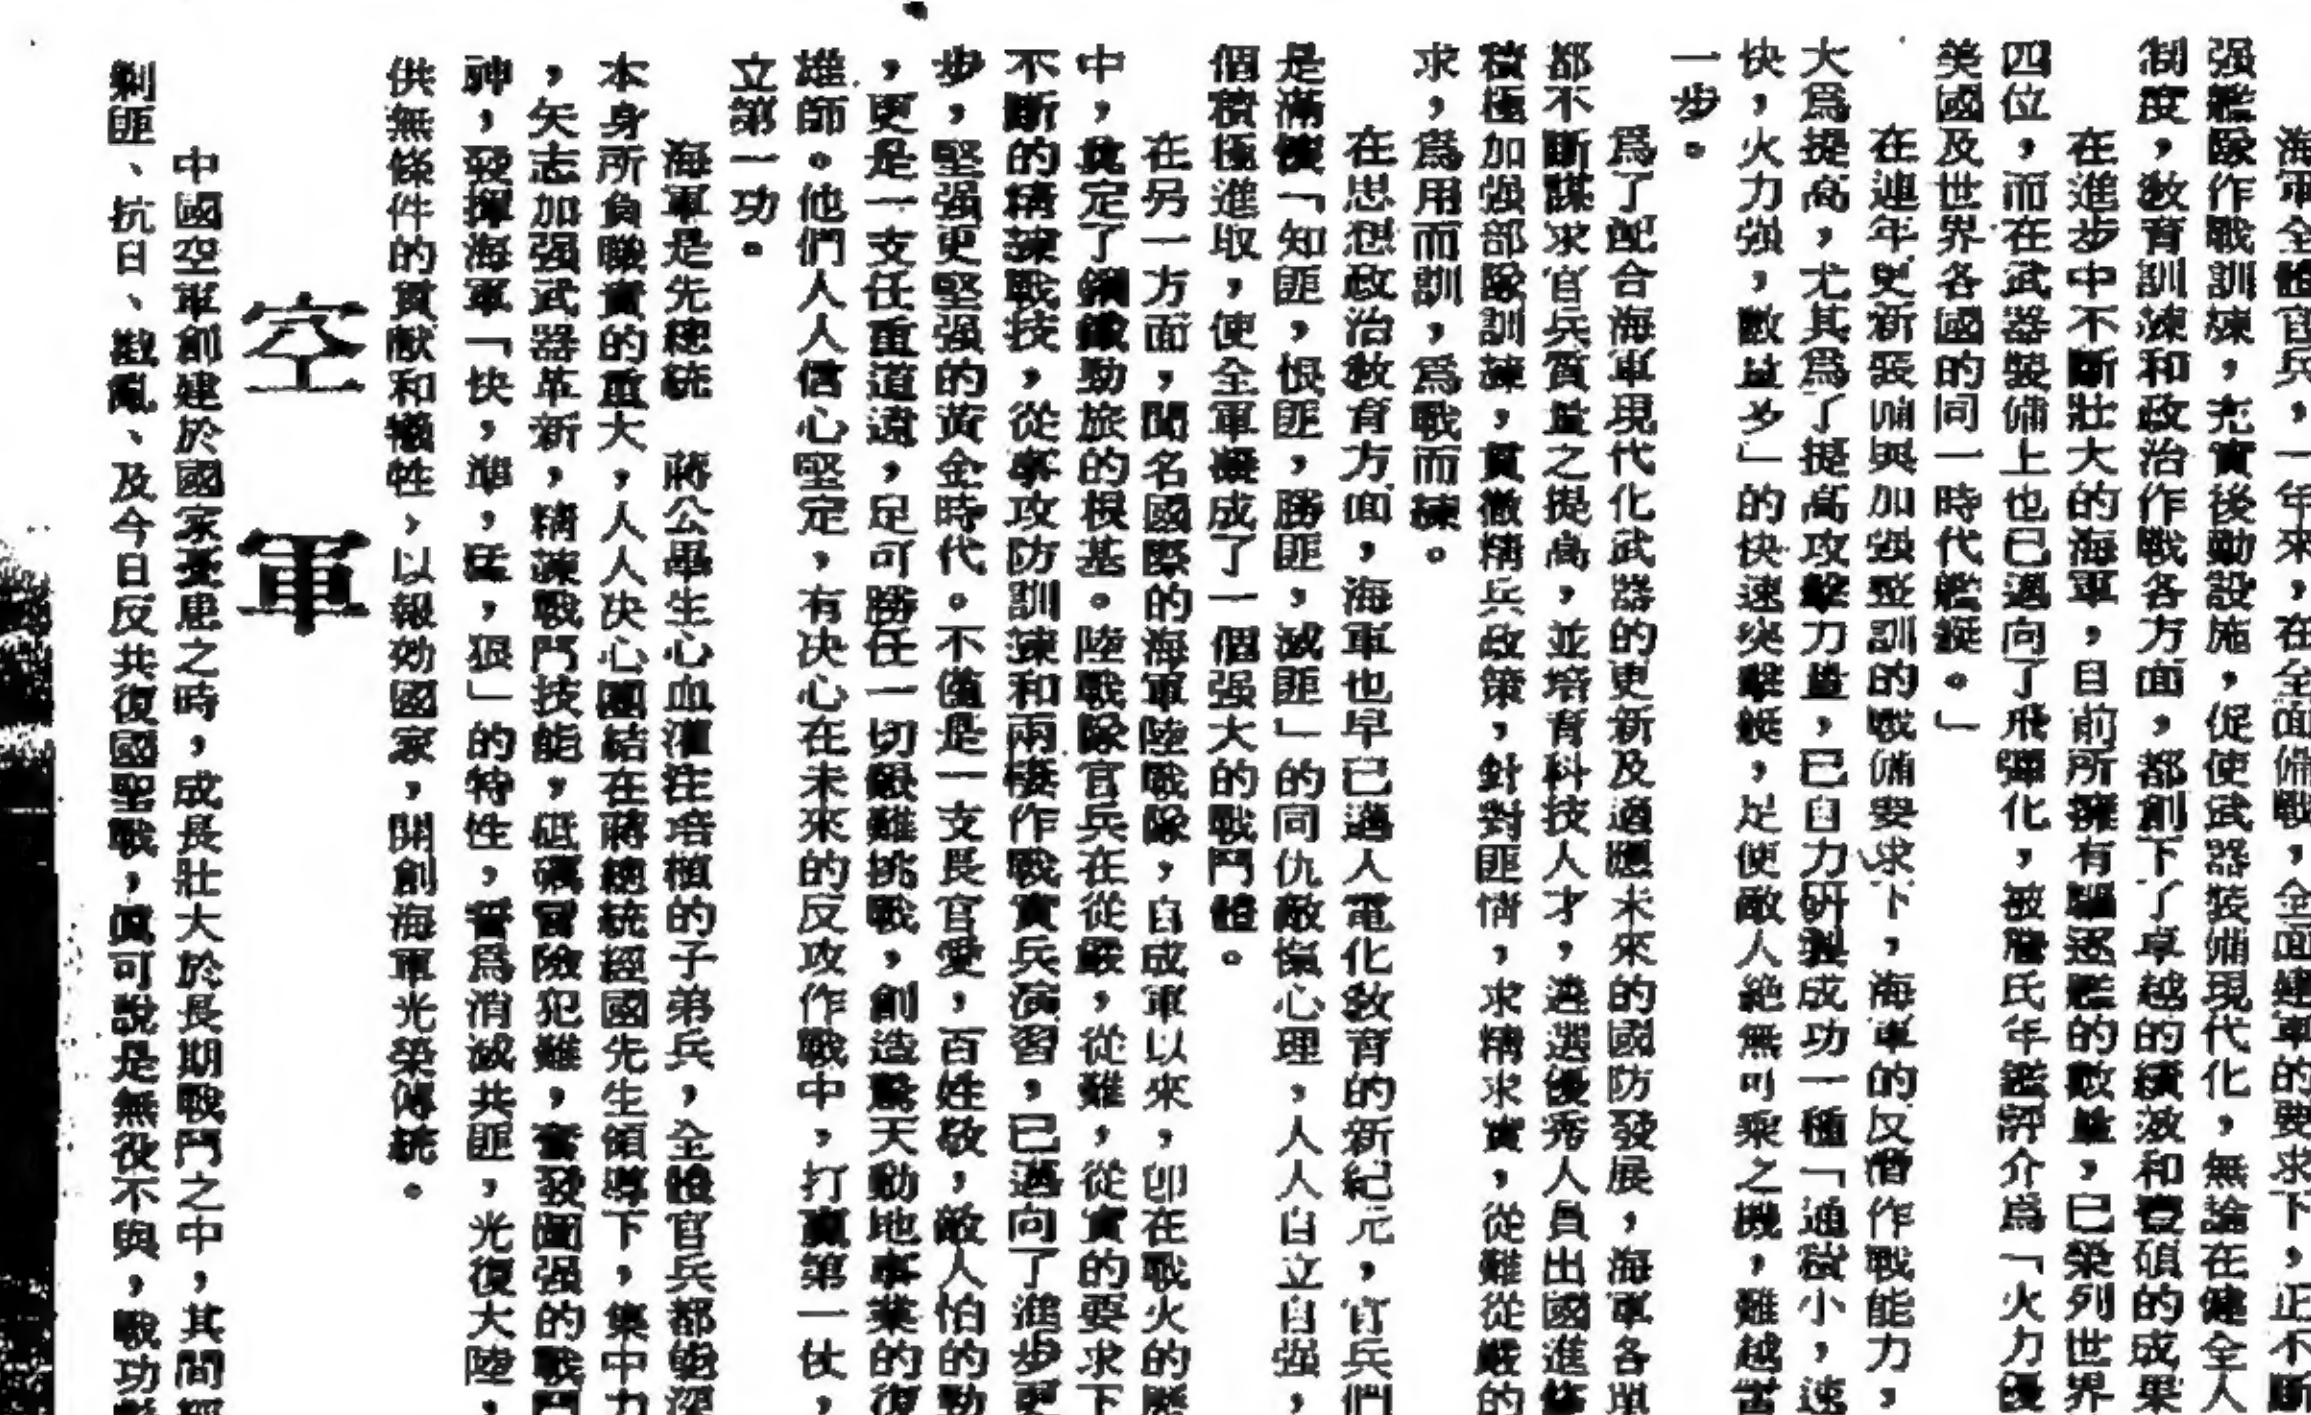 海軍全體官兵，一年來，在全面備戰，全面建軍的要求下，正不斷
强艦隊作戰訓練，充實後勤設施，促使武器裝備現代化，無論在健全人
制度，教育訓練和政治作戰各方面，都創下了卓越的績效和豐碩的成果
在進步中不斷壯大的海軍，目前所擁有驅逐艦的數量，已榮列世界
四位，而在武器裝備上也已邁向了飛彈化，被詹氏年鑑評介爲「火力優
美國及世界各國的同一時代艦艇。」
在連年更新裝備與加强整訓的戰備要求下，海軍的反潛作戰能力，
大爲提高，尤其爲了提高攻擊力量，已自力研製成功一種「適樹小，速
快，火力强，數量多」的快速突擊艇，足使敵人絕無可乘之機，難越雷
一步。
爲了配合海軍現代化武器的更新及適應未來的國防發展，海軍各單
都不斷謀求官兵質量之提高，並培育科技人才，遴選優秀人員出國進修
積極加强部隊訓練，貫徹精兵政策，針對匪情，求精求實，從難從嚴的
求，爲用而訓，爲戰而練。
在思想政治教育方面，海軍也早已邁入電化教育的新紀元，官兵們
是滿懷「知匪，恨匪，勝匪，滅匪」的同仇敵愾心理，人人自立自强，
個積極進取，使全軍凝成了一個强大的戰鬥體。
在另一方面，聞名國際的海軍陸戰隊，自成軍以來，卽在戰火的歷
中，奠定了鋼鐵勁旅的根基。陸戰隊官兵在從嚴，從難，從實的要求下
不斷的精練戰技，從事攻防訓練和兩棲作戰實兵演習，已邁向了進步更
步，堅强更堅强的黃金時代。不僅是一支長官愛，百姓敬，敵人怕的勁
，更是一支任重道遠，足可勝任一切艱難挑戰，創造驚天動地事業的復
雄師。他們人人信心堅定，有決心在未來的反攻作戰中，打贏第一仗，
立第一功。
海軍是先總統　蔣公畢生心血灌注培植的子弟兵，全體官兵都能深
本身所負職責的重大，人人決心團結在蔣總統經國先生領導下，集中力
，矢志加强武器革新，精練戰鬥技能，砥礪冒險犯難，奮發圖强的戰鬥
神，發揮海軍「快，準，猛，狠」的特性，誓爲消滅共匪，光復大陸，
供無條件的貢獻和犧牲，以報効國家，開創海軍光榮傳統。
空軍
中國空軍創建於國家憂患之時，成長壯大於長期戰鬥之中，其間經
剿匪、抗日、戡亂、及今日反共復國聖戰，眞可說是無役不與，戰功